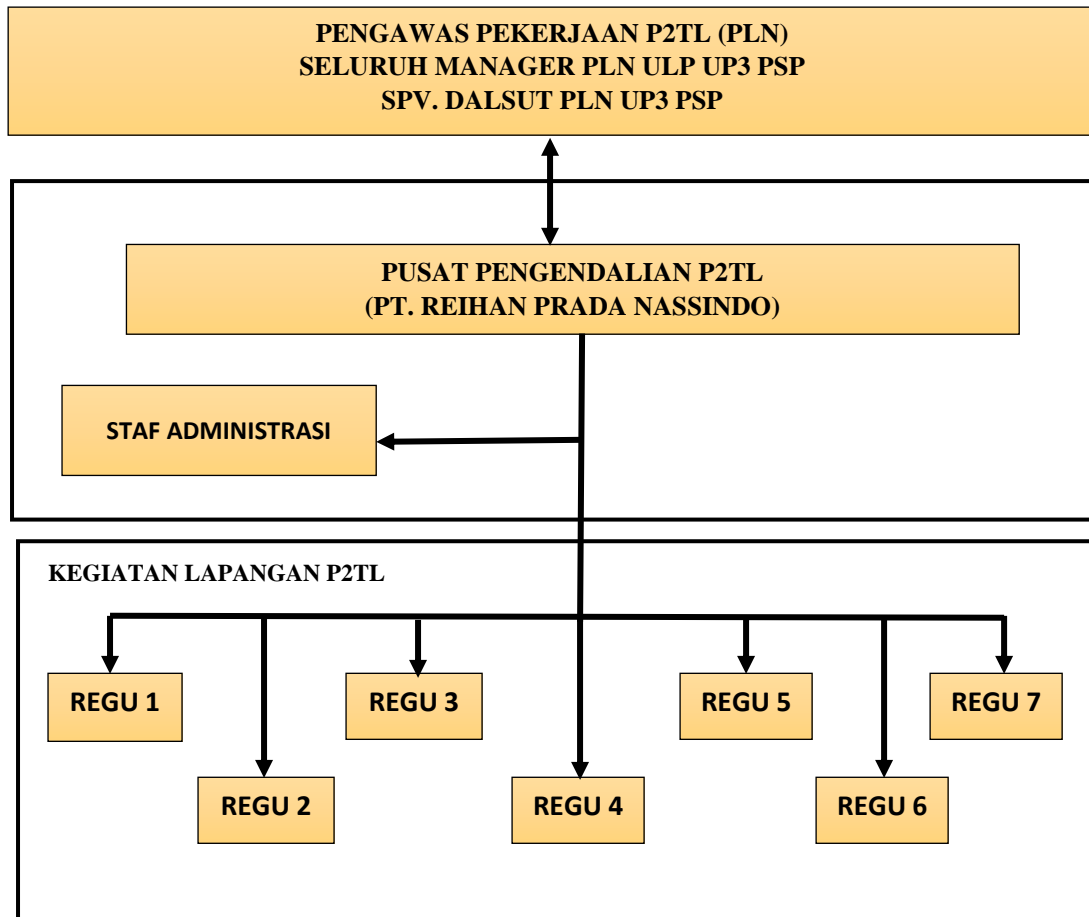 PENGAWAS PEKERJAAN P2TL (PLN)
SELURUH MANAGER PLN ULP UP3 PSP
SPV. DALSUT PLN UP3 PSP
PUSAT PENGENDALIAN P2TL
(PT. REIHAN PRADA NASSINDO)
STAF ADMINISTRASI
KEGIATAN LAPANGAN P2TL
REGU 1
REGU 2
REGU 3
REGU 4
REGU 5
REGU 6
REGU 7